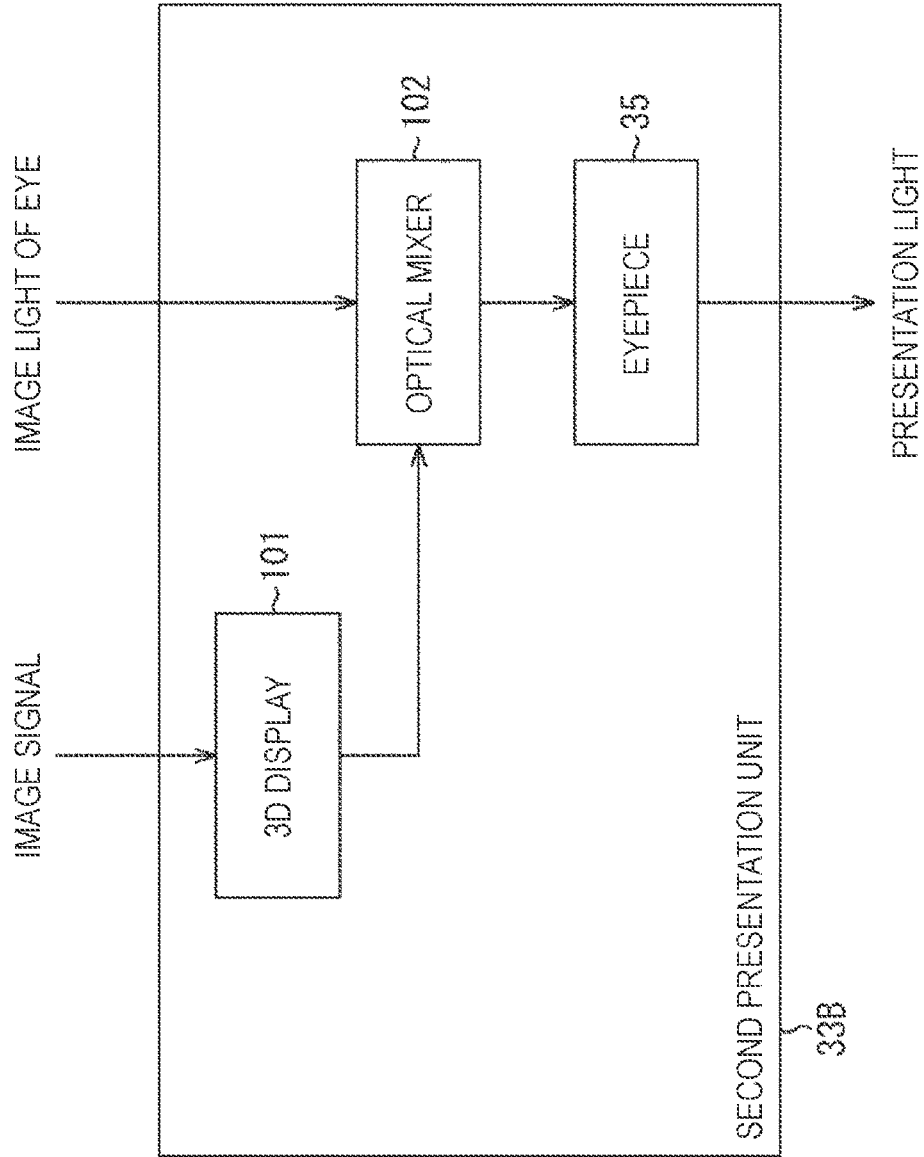 IMAGE SIGNAL
IMAGE LIGHT OF EYE
3D DISPLAY
101
OPTICAL MIXER
102
EYEPIECE
35
SECOND PRESENTATION UNIT
33B
PRESENTATION LIGHT